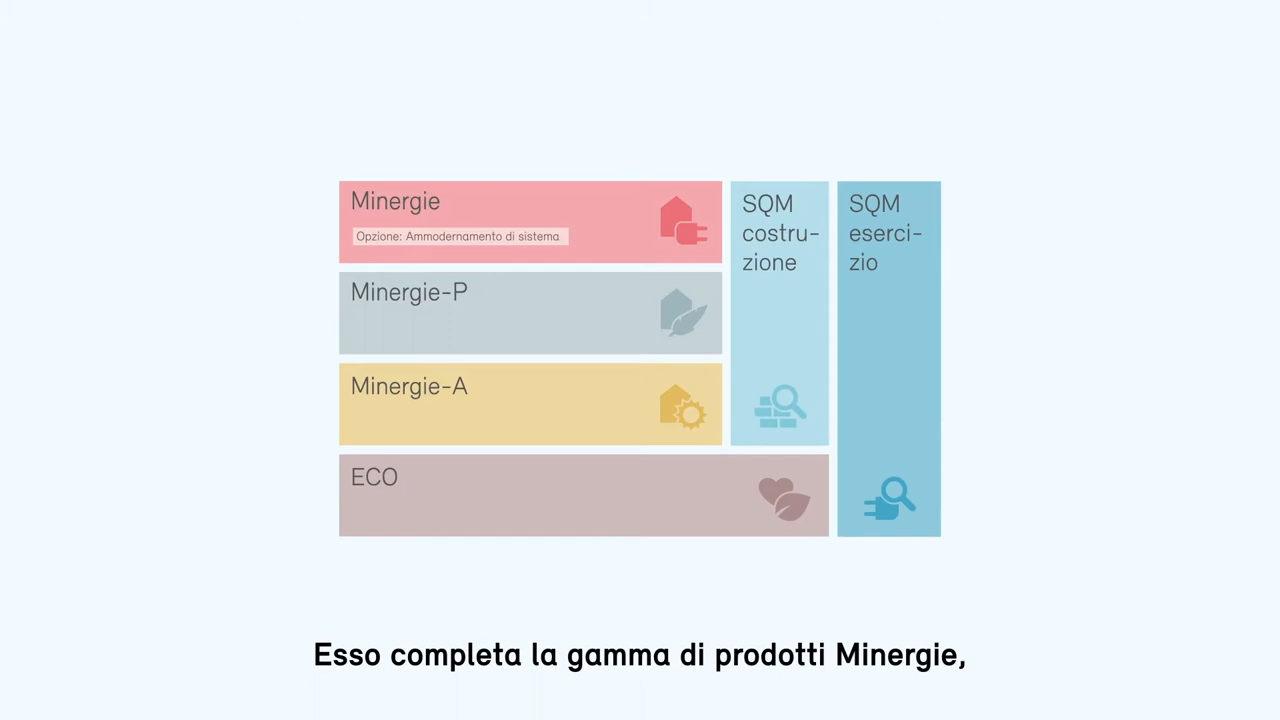 Minergie
Opzione: Ammodernamento di sistema
Minergie-P
Minergie-A
ECO
SQM
costru-
zione
SQM
eserci-
zio
Esso completa la gamma di prodotti Minergie,